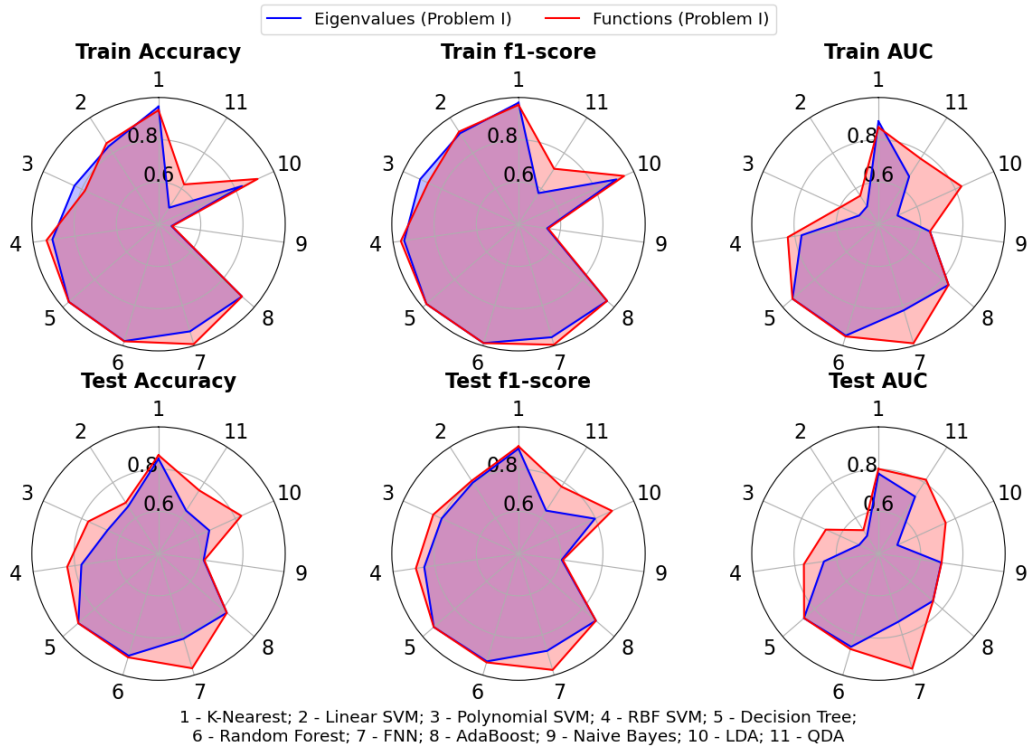 Eigenvalues (Problem I) Functions (Problem I)
Train Accuracy Train f1-score Train AUC
1 1 1
2 11 2 11 2 11
0.8 0.8 0.8
3 10 3 10 3 10
0.6 0.6 0.6
4 9 4 9 4 9
5 8 5 8 5 8
6 7 6 7 6 7
Test Accuracy Test f1-score Test AUC
1 1 1
2 11 2 11 2 11
0.8 0.8 0.8
3 10 3 10 3 10
0.6 0.6 0.6
4 9 4 9 4 9
5 8 5 8 5 8
6 7 6 7 6 7
1 - K-Nearest; 2 - Linear SVM; 3 - Polynomial SVM; 4 - RBF SVM; 5 - Decision Tree;
6 - Random Forest; 7 - FNN; 8 - AdaBoost; 9 - Naive Bayes; 10 - LDA; 11 - QDA